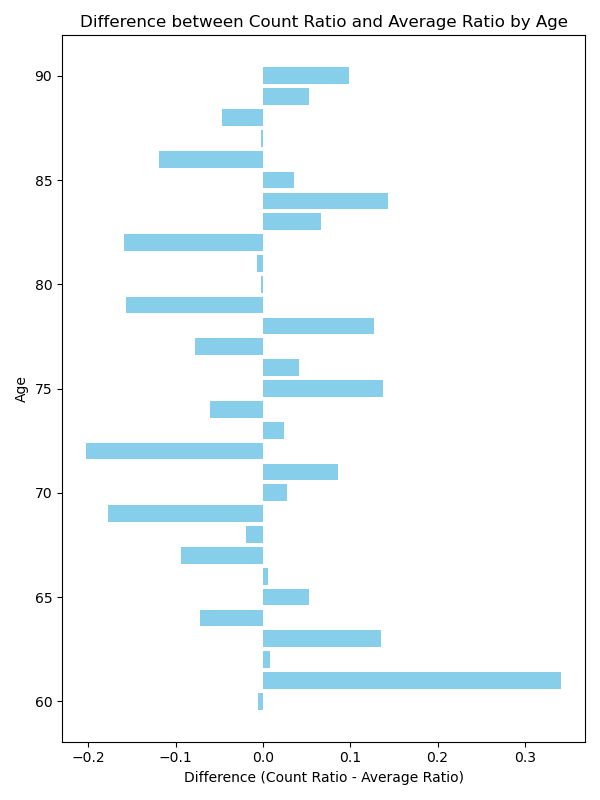 Difference between Count Ratio and Average Ratio by Age
90
85
80
75
70
65
60
Age
−0.2 −0.1 0.0 0.1 0.2 0.3
Difference (Count Ratio - Average Ratio)